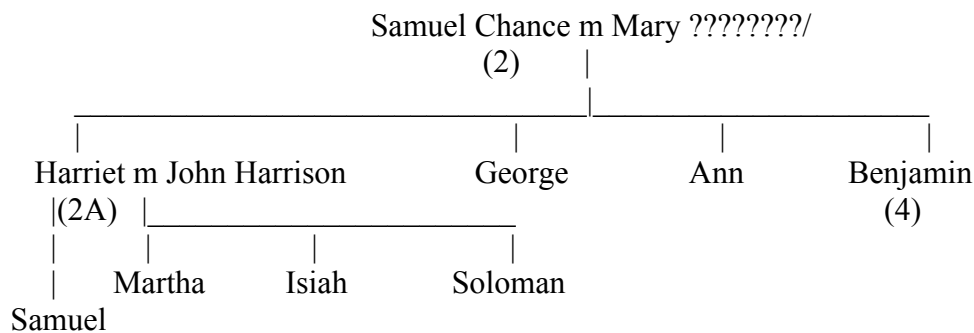 Samuel Chance m Mary ????????/
(2)
Harriet m John Harrison George Ann Benjamin
(2A) (4)
Martha Isiah Soloman
Samuel